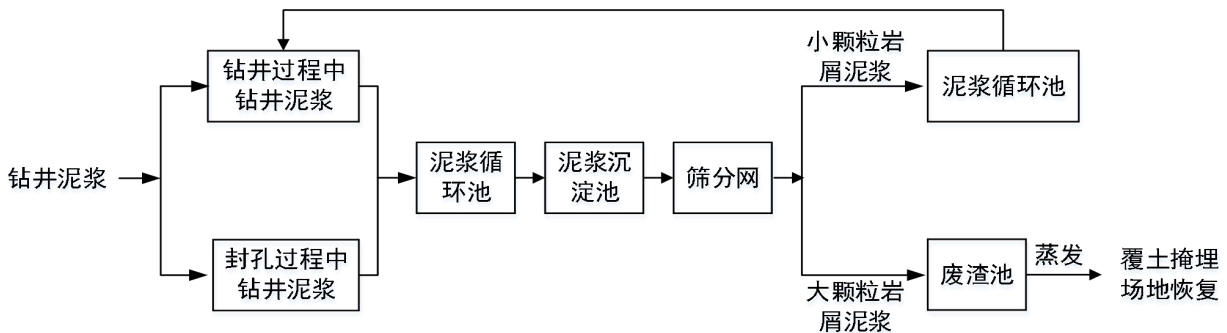 钻井泥浆
钻井过程中
钻井泥浆
封孔过程中
钻井泥浆
泥浆循
环池
泥浆沉
淀池
筛分网
小颗粒岩
屑泥浆
泥浆循环池
大颗粒岩
屑泥浆
废渣池
蒸发
覆土掩埋
场地恢复